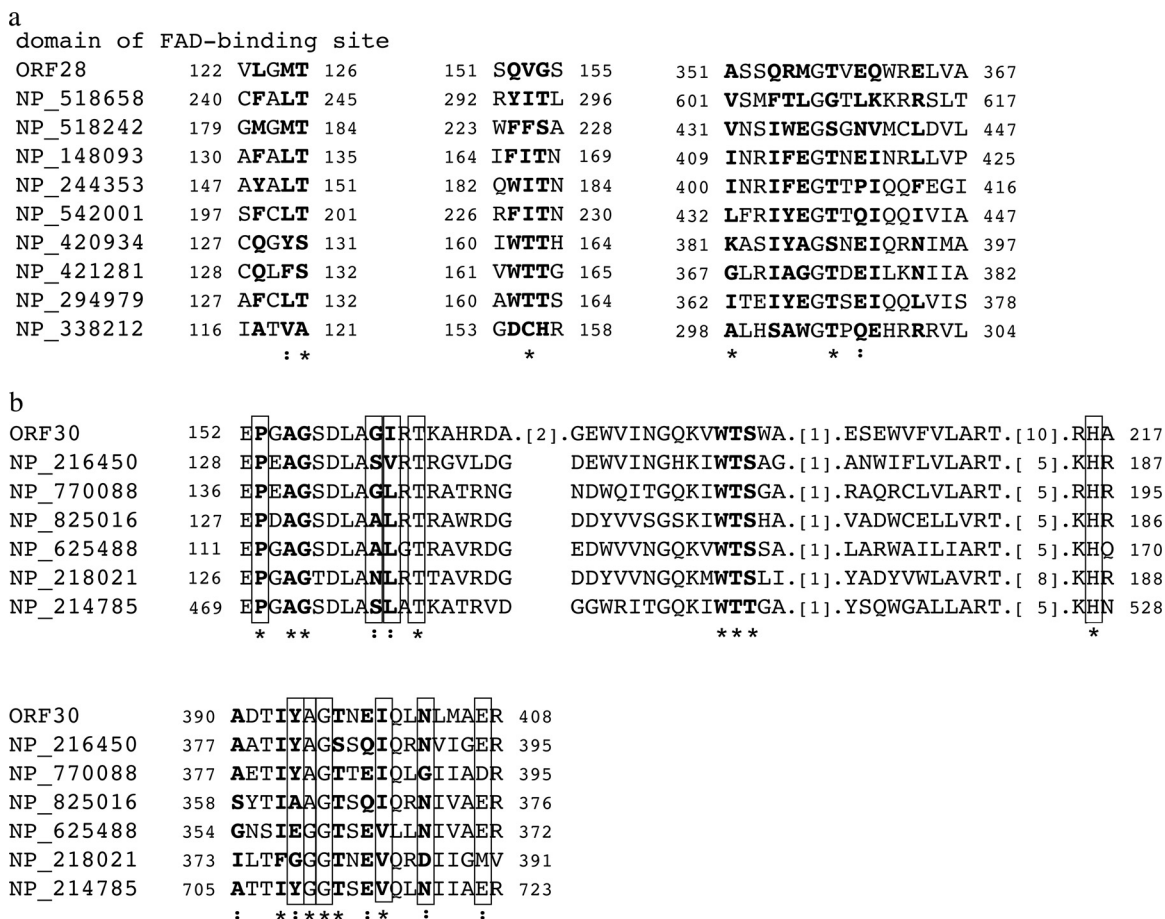 a
domain of FAD-binding site
ORF28 122 VLGMT 126 151 SQVGS 155 351 ASSQRMGTVEQWRELVA 367
NP_518658 240 CFALT 245 292 RYITL 296 601 VSMFTLGGTLKKRRSLT 617
NP_518242 179 GMGMT 184 223 WFFSA 228 431 VNSIWEGSGNVMCLDVL 447
NP_148093 130 AFALT 135 164 IFITN 169 409 INRIFEGTNEINRLLVP 425
NP_244353 147 AYALT 151 182 QWITN 184 400 INRIFEGTTPIQQFEGI 416
NP_542001 197 SFCLT 201 226 RFITN 230 432 LFRIYEGTTQIQQIVIA 447
NP_420934 127 CQGYS 131 160 IWTTH 164 381 KASIYAGSNEIQRNIMA 397
NP_421281 128 CQLFS 132 161 VWTTG 165 367 GLRIAGGTDEILKNIIA 382
NP_294979 127 AFCLT 132 160 AWTTS 164 362 ITEIYEGTSEIQQLVIS 378
NP_338212 116 IATVA 121 153 GDCHR 158 298 ALHSAWGTPQEHRRRVL 304
: * * * * :
b
ORF30 152 EPGAGSDLAGIRTKAHRDA.[2].GEWVINGQKVWTSWA.[1].ESEWVFVLART.[10].RHA 217
NP_216450 128 EPEAGSDLASVRTRGVLDG DEWVINGHKIWTSAG.[1].ANWIFLVLART.[ 5].KHR 187
NP_770088 136 EPEAGSDLAGLRTRATRNG NDWQITGQKIWTSGA.[1].RAQRCLVLART.[ 5].RHR 195
NP_825016 127 EPDAGSDLAALRTRAWRDG DDYVVSGSKIWTSHA.[1].VADWCELLVRT.[ 5].KHR 186
NP_625488 111 EPGAGSDLAALGTRAVRDG EDWVVNGQKVWTSSA.[1].LARWAILIART.[ 5].KHQ 170
NP_218021 126 EPGAGTDLANLRTTAVRDG DDYVVNGQKMWTSLI.[1].YADYVWLAVRT.[ 8].KHR 188
NP_214785 469 EPGAGSDLASLATKATRVD GGWRITGQKIWTTGA.[1].YSQWGALLART.[ 5].KHN 528
* ** :: * *** *
ORF30 390 ADTIYAGTNEIQLNLMAER 408
NP_216450 377 AATIYAGSSQIQRNVIGER 395
NP_770088 377 AETIYAGTTEIQLGIIADR 395
NP_825016 358 SYTIAAGTSQIQRNIVAER 376
NP_625488 354 GNSIEGGTSEVLLNIVAER 372
NP_218021 373 ILTFGGGTNEVQRDIIGMV 391
NP_214785 705 ATTIYGGTSEVQLNIIAER 723
: *:*** :* : :